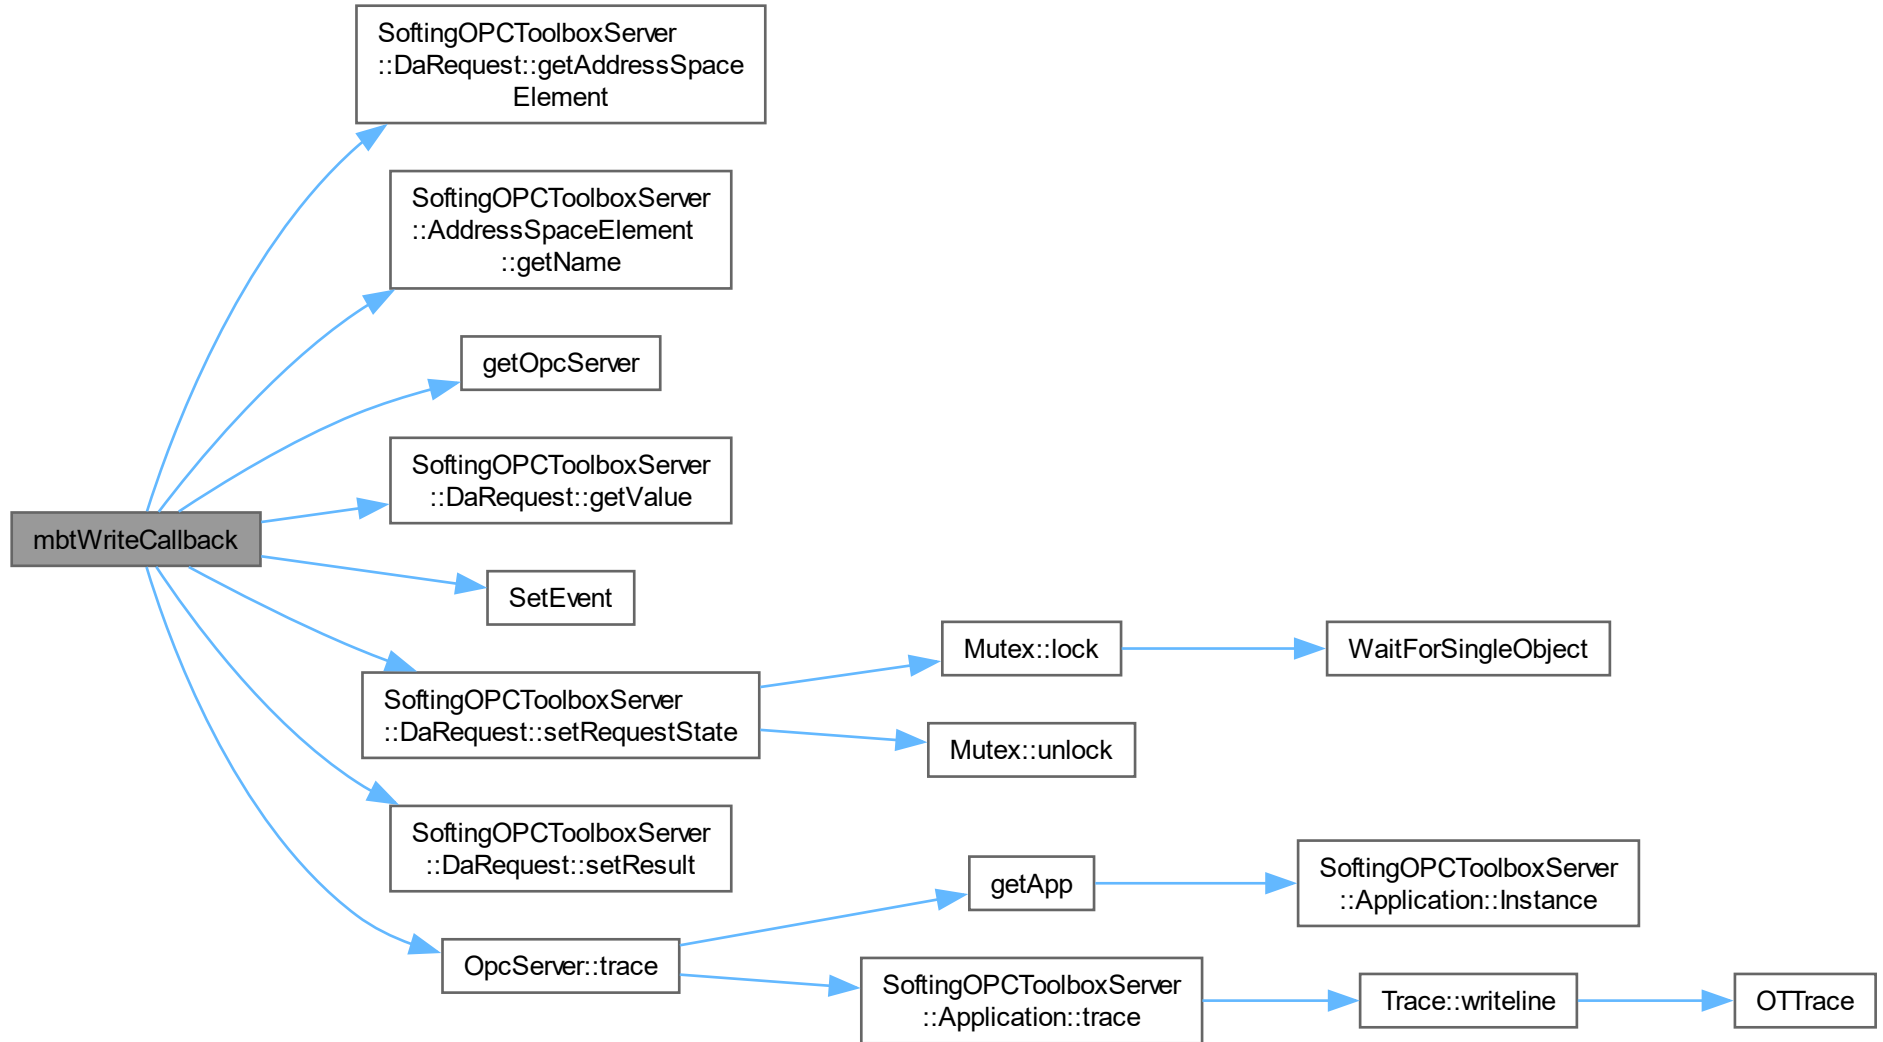 SoftingOPCToolboxServer
::DaRequest::getAddressSpace
Element
SoftingOPCToolboxServer
::AddressSpaceElement
::getName
getOpcServer
SoftingOPCToolboxServer
::DaRequest::getValue
mbtWriteCallback
SetEvent
SoftingOPCToolboxServer
::DaRequest::setRequestState
Mutex::lock
WaitForSingleObject
Mutex::unlock
SoftingOPCToolboxServer
::DaRequest::setResult
OpcServer::trace
getApp
SoftingOPCToolboxServer
::Application::Instance
SoftingOPCToolboxServer
::Application::trace
Trace::writeline
OTTrace